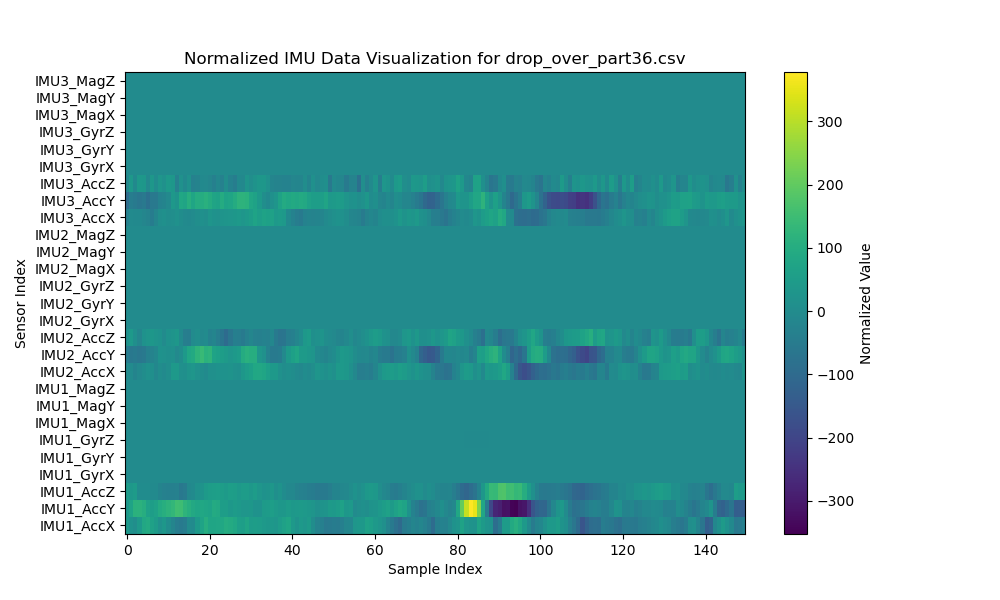 Normalized IMU Data Visualization for drop_over_part36.csv
IMU3_MagZ
IMU3_MagY
IMU3_MagX
IMU3_GyrZ
IMU3_GyrY
IMU3_GyrX
IMU3_AccZ
IMU3_AccY
IMU3_AccX
IMU2_MagZ
IMU2_MagY
IMU2_MagX
IMU2_GyrZ
IMU2_GyrY
IMU2_GyrX
IMU2_AccZ
IMU2_AccY
IMU2_AccX
IMU1_MagZ
IMU1_MagY
IMU1_MagX
IMU1_GyrZ
IMU1_GyrY
IMU1_GyrX
IMU1_AccZ
IMU1_AccY
IMU1_AccX
Sensor Index
0 20 40 60 80 100 120 140
Sample Index
300
200
100
0
−100
−200
−300
Normalized Value